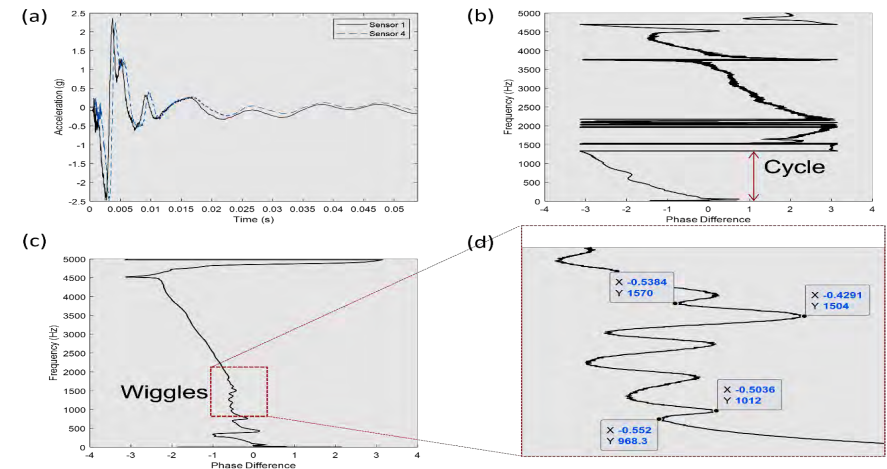 (a)
2.5
2
1.5
1
0.5
0
-0.5
-1
-1.5
-2
-2.5
Acceleration (g)
Sensor 1
Sensor 4
0 0.005 0.01 0.015 0.02 0.025 0.03 0.035 0.04 0.045 0.05
Time (s)
(b)
5000
4500
4000
3500
3000
2500
2000
1500
1000
500
0
Frequency (Hz)
Cycle
-4 -3 -2 -1 0 1 2 3 4
Phase Difference
(c)
5000
4500
4000
3500
3000
2500
2000
1500
1000
500
0
Frequency (Hz)
Wiggles
-4 -3 -2 -1 0 1 2 3 4
Phase Difference
(d)
X -0.5384
Y 1570
X -0.4291
Y 1504
X -0.5036
Y 1012
X -0.552
Y 968.3